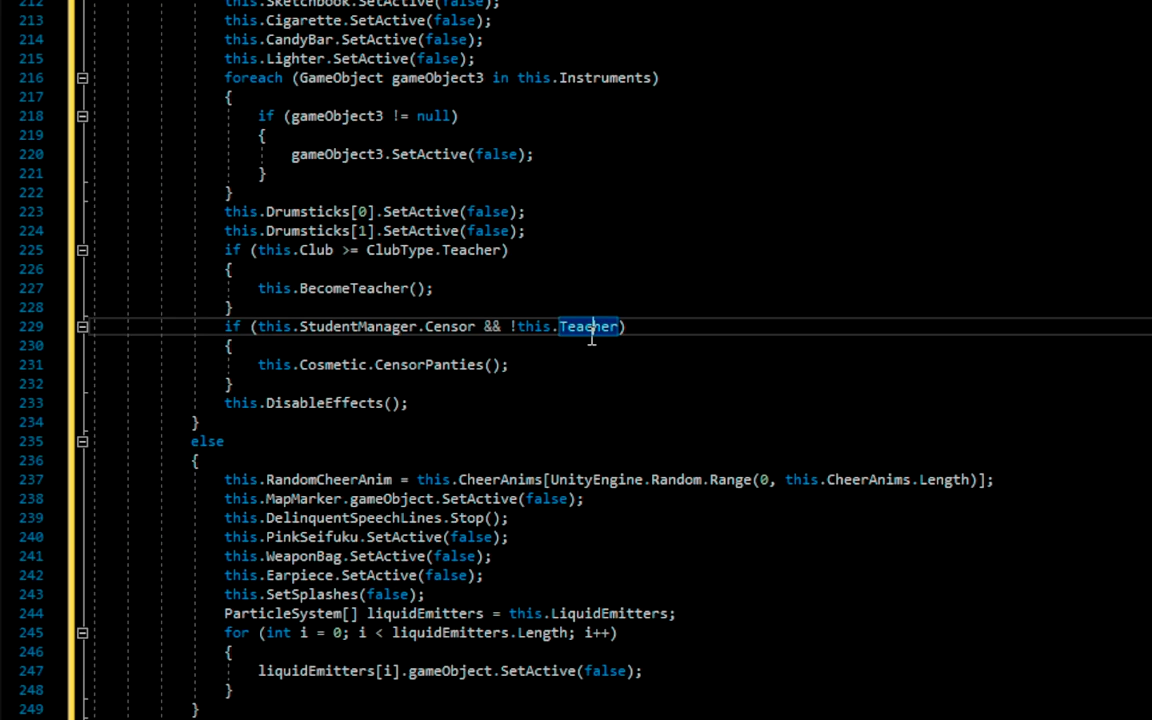 212 this.Sketchbook.SetActive(false);
213 this.Cigarette.SetActive(false);
214 this.CandyBar.SetActive(false);
215 this.Lighter.SetActive(false);
216 foreach (GameObject gameObject3 in this.Instruments)
217 {
218 if (gameObject3 != null)
219 {
220 gameObject3.SetActive(false);
221 }
222 }
223 this.Drumsticks[0].SetActive(false);
224 this.Drumsticks[1].SetActive(false);
225 if (this.Club >= ClubType.Teacher)
226 {
227 this.BecomeTeacher();
228 }
229 if (this.StudentManager.Censor && !this.Teacher)
230 {
231 this.Cosmetic.CensorPanties();
232 }
233 this.DisableEffects();
234 }
235 else
236 {
237 this.RandomCheerAnim = this.CheerAnims[UnityEngine.Random.Range(0, this.CheerAnims.Length)];
238 this.MapMarker.gameObject.SetActive(false);
239 this.DelinquentSpeechLines.Stop();
240 this.PinkSeifuku.SetActive(false);
241 this.WeaponBag.SetActive(false);
242 this.Earpiece.SetActive(false);
243 this.SetSplashes(false);
244 ParticleSystem[] liquidEmitters = this.LiquidEmitters;
245 for (int i = 0; i < liquidEmitters.Length; i++)
246 {
247 liquidEmitters[i].gameObject.SetActive(false);
248 }
249 }